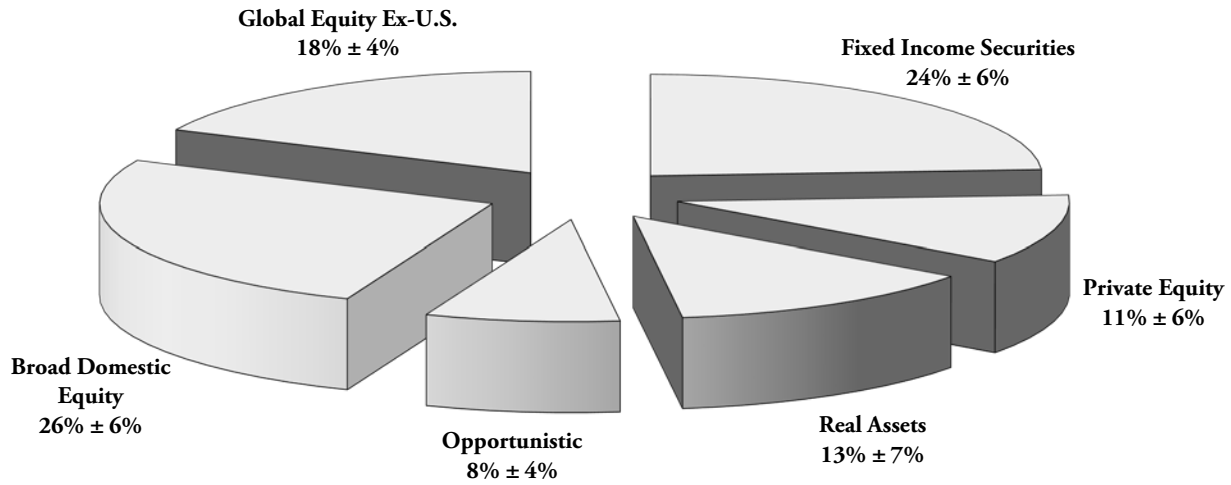 Global Equity Ex-U.S.
18% ± 4%
Fixed Income Securities
24% ± 6%
Private Equity
11% ± 6%
Broad Domestic
Equity
26% ± 6%
Real Assets
13% ± 7%
Opportunistic
8% ± 4%